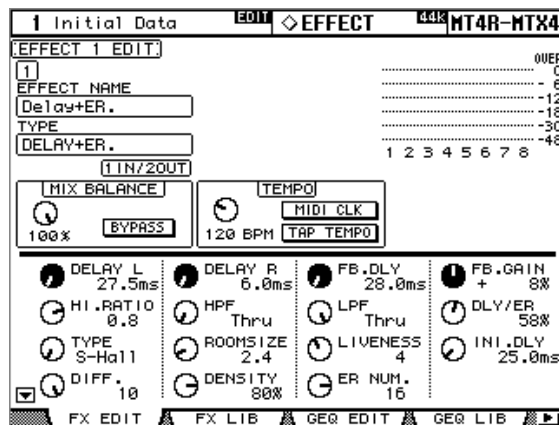 1 Initial Data EDIT ◇EFFECT 44k MT4R-MTX4
EFFECT 1 EDIT
1
EFFECT NAME
Delay+ER.
TYPE
DELAY+ER.
1 IN/2OUT
OVER
0
- 6
-12
-18
-30
-48
1 2 3 4 5 6 7 8
MIX BALANCE
100%
BYPASS
TEMPO
120 BPM
MIDI CLK
TAP TEMPO
DELAY L 27.5ms
DELAY R 6.0ms
FB.DLY 28.0ms
FB.GAIN + 8%
HI.RATIO 0.8
HPF Thru
LPF Thru
DLY/ER 58%
TYPE S-Hall
ROOMSIZE 2.4
LIVENESS 4
INI.DLY 25.0ms
DIFF. 10
DENSITY 80%
ER NUM. 16
FX EDIT FX LIB GEQ EDIT GEQ LIB